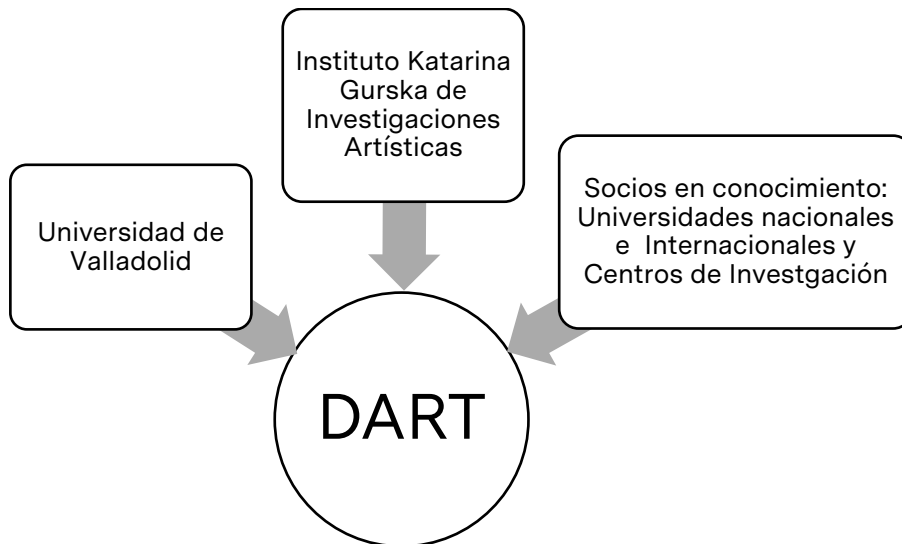 Instituto Katarina
Gurska de
Investigaciones
Artísticas
Universidad de
Valladolid
Socios en conocimiento:
Universidades nacionales
e Internacionales y
Centros de Investgación
DART